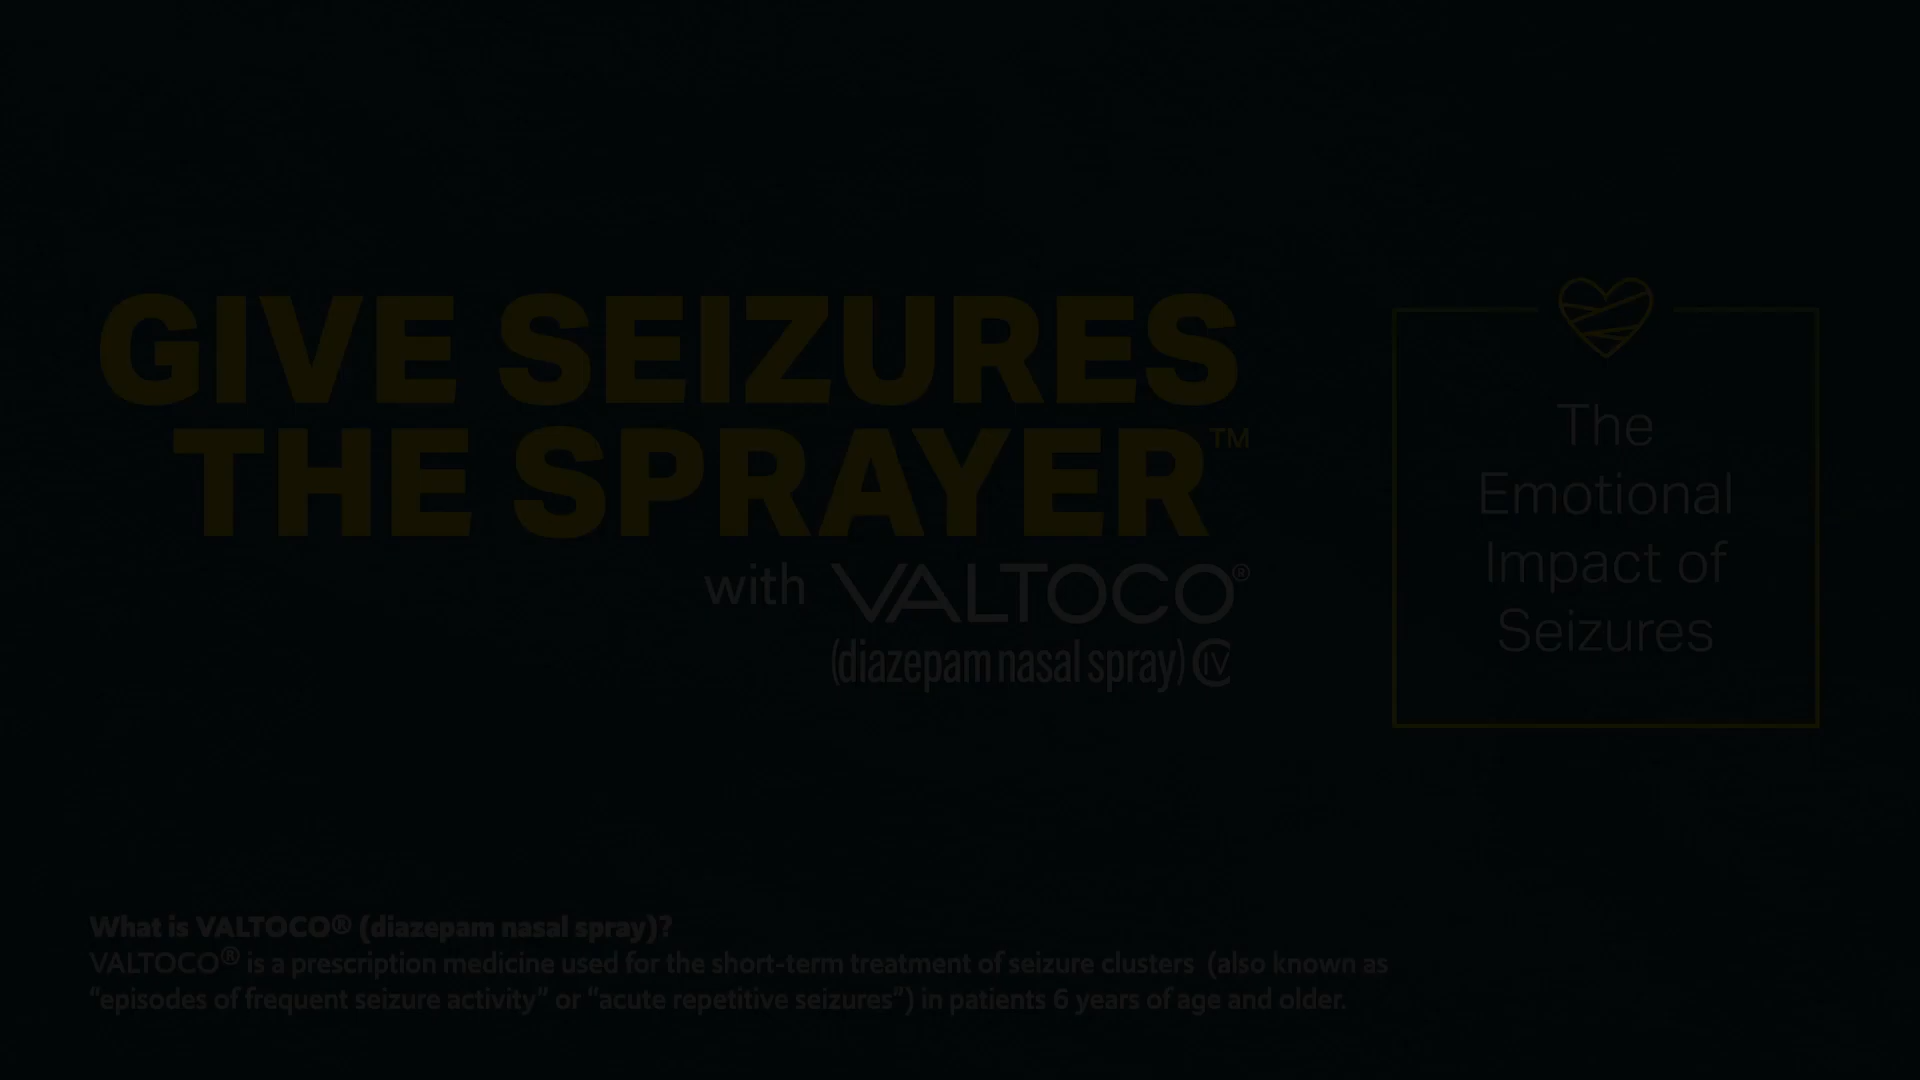 GIVE SEIZURES
THE SPRAYER™
with VALTOCO®
(diazepam nasal spray) CIV
The
Emotional
Impact of
Seizures
What is VALTOCO® (diazepam nasal spray)?
VALTOCO® is a prescription medicine used for the short-term treatment of seizure clusters (also known as
“episodes of frequent seizure activity” or “acute repetitive seizures”) in patients 6 years of age and older.